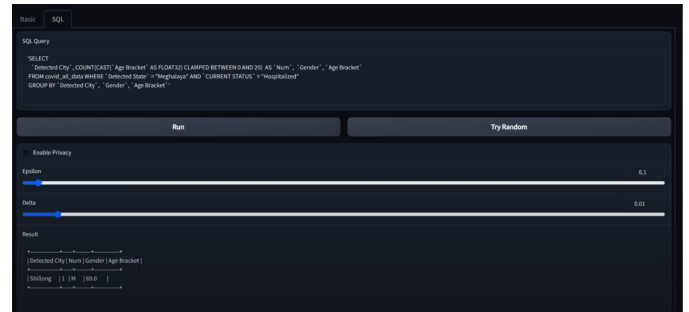 Basic SQL
SQL Query
'SELECT
`Detected City`, COUNT(CAST(`Age Bracket` AS FLOAT32) CLAMPED BETWEEN 0 AND 20) AS `Num`, `Gender`, `Age Bracket`
FROM covid_all_data WHERE `Detected State` = "Meghalaya" AND `CURRENT STATUS` = "Hospitalized"
GROUP BY `Detected City`, `Gender`, `Age Bracket`'
Run Try Random
Enable Privacy
Epsilon 0.1
Delta 0.01
Result
+---------------+-----+--------+-------------+
| Detected City | Num | Gender | Age Bracket |
+---------------+-----+--------+-------------+
| Shillong | 1 | M | 69.0 |
+---------------+-----+--------+-------------+